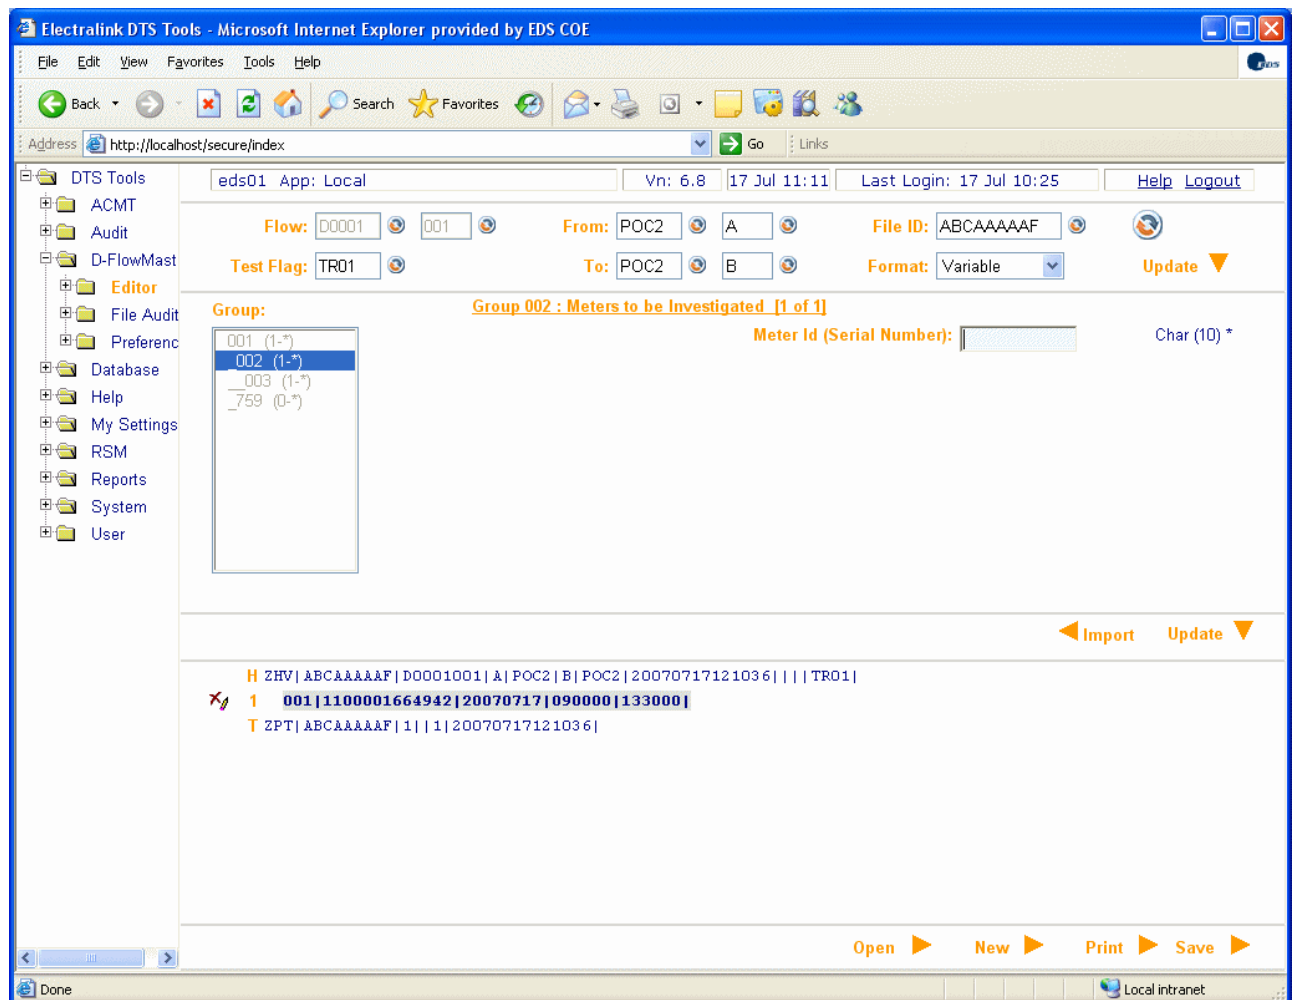 Electralink DTS Tools - Microsoft Internet Explorer provided by EDS COE
File Edit View Favorites Tools Help
EDS
Back Search Favorites
Address http://localhost/secure/index Go Links
DTS Tools
ACMT
Audit
D-FlowMast
Editor
File Audit
Preferenc
Database
Help
My Settings
RSM
Reports
System
User
eds01 App: Local Vn: 6.8 17 Jul 11:11 Last Login: 17 Jul 10:25 Help Logout
Flow: D0001 001 From: POC2 A File ID: ABCAAAAAF
Test Flag: TR01 To: POC2 B Format: Variable Update
Group: Group 002 : Meters to be Investigated [1 of 1]
Meter Id (Serial Number): Char (10) *
001 (1-*)
_002 (1-*)
__003 (1-*)
_759 (0-*)
Import Update
H ZHV|ABCAAAAAF|D0001001|A|POC2|B|POC2|20070717121036||||TR01|
1 001|1100001664942|20070717|090000|133000|
T ZPT|ABCAAAAAF|1||1|20070717121036|
Open New Print Save
Done Local intranet